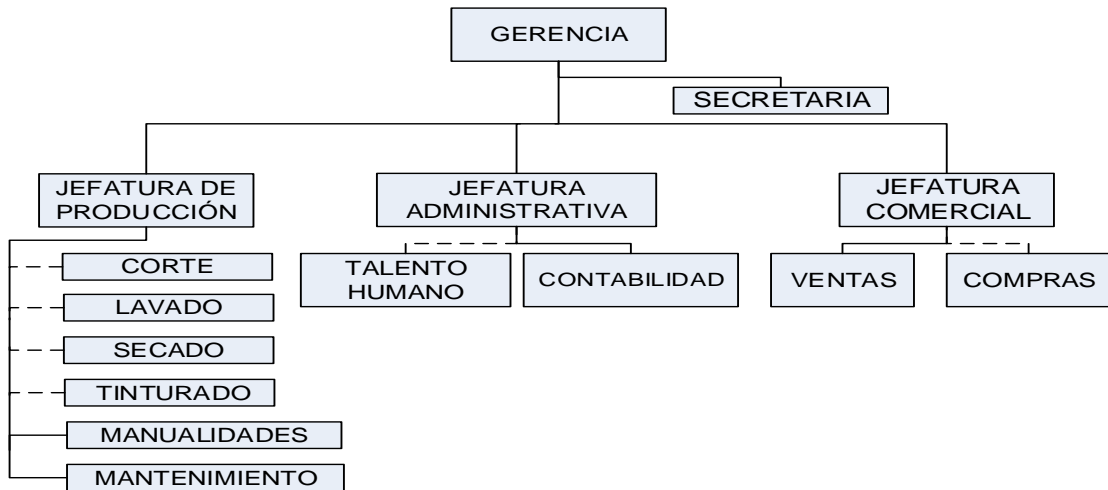 GERENCIA
SECRETARIA
JEFATURA DE
PRODUCCIÓN
JEFATURA
ADMINISTRATIVA
JEFATURA
COMERCIAL
CORTE
LAVADO
SECADO
TINTURADO
MANUALIDADES
MANTENIMIENTO
TALENTO
HUMANO
CONTABILIDAD
VENTAS
COMPRAS